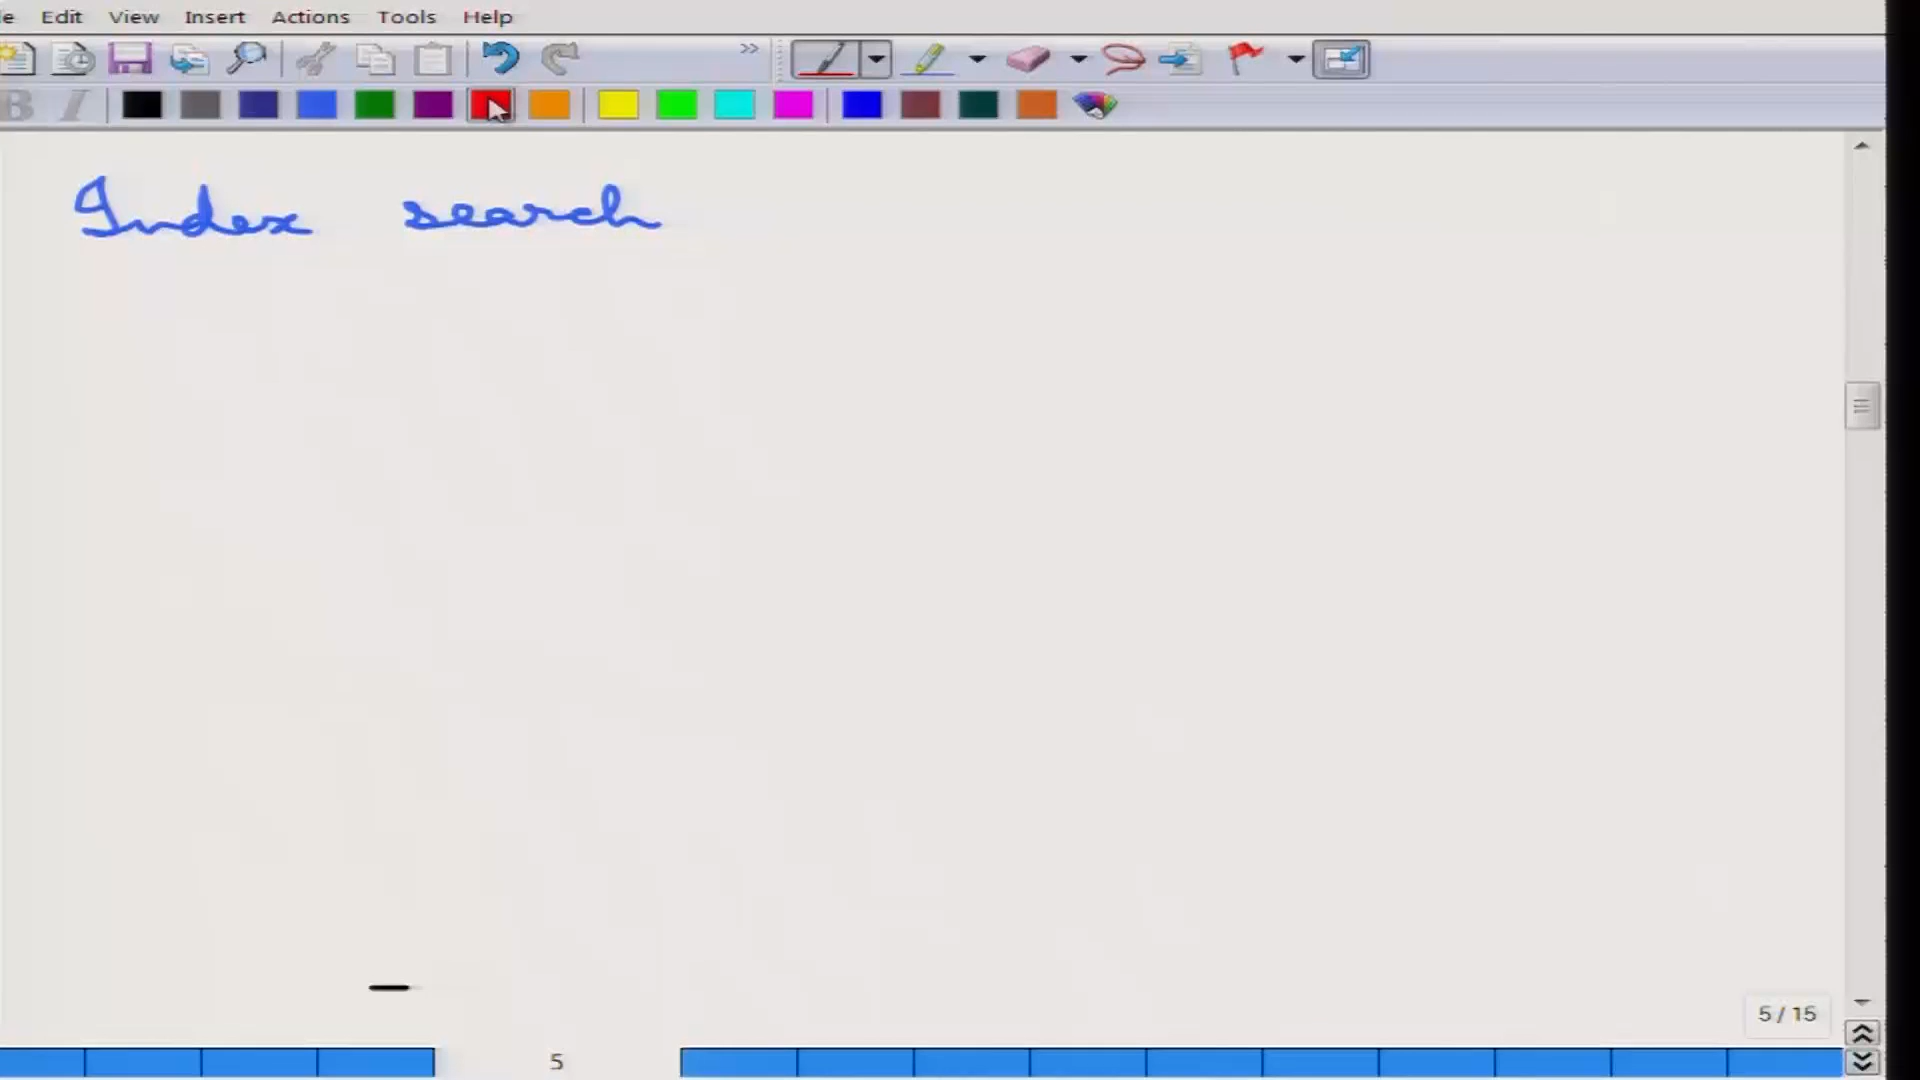 Edit View Insert Actions Tools Help
B I
Index search
5 / 15
5